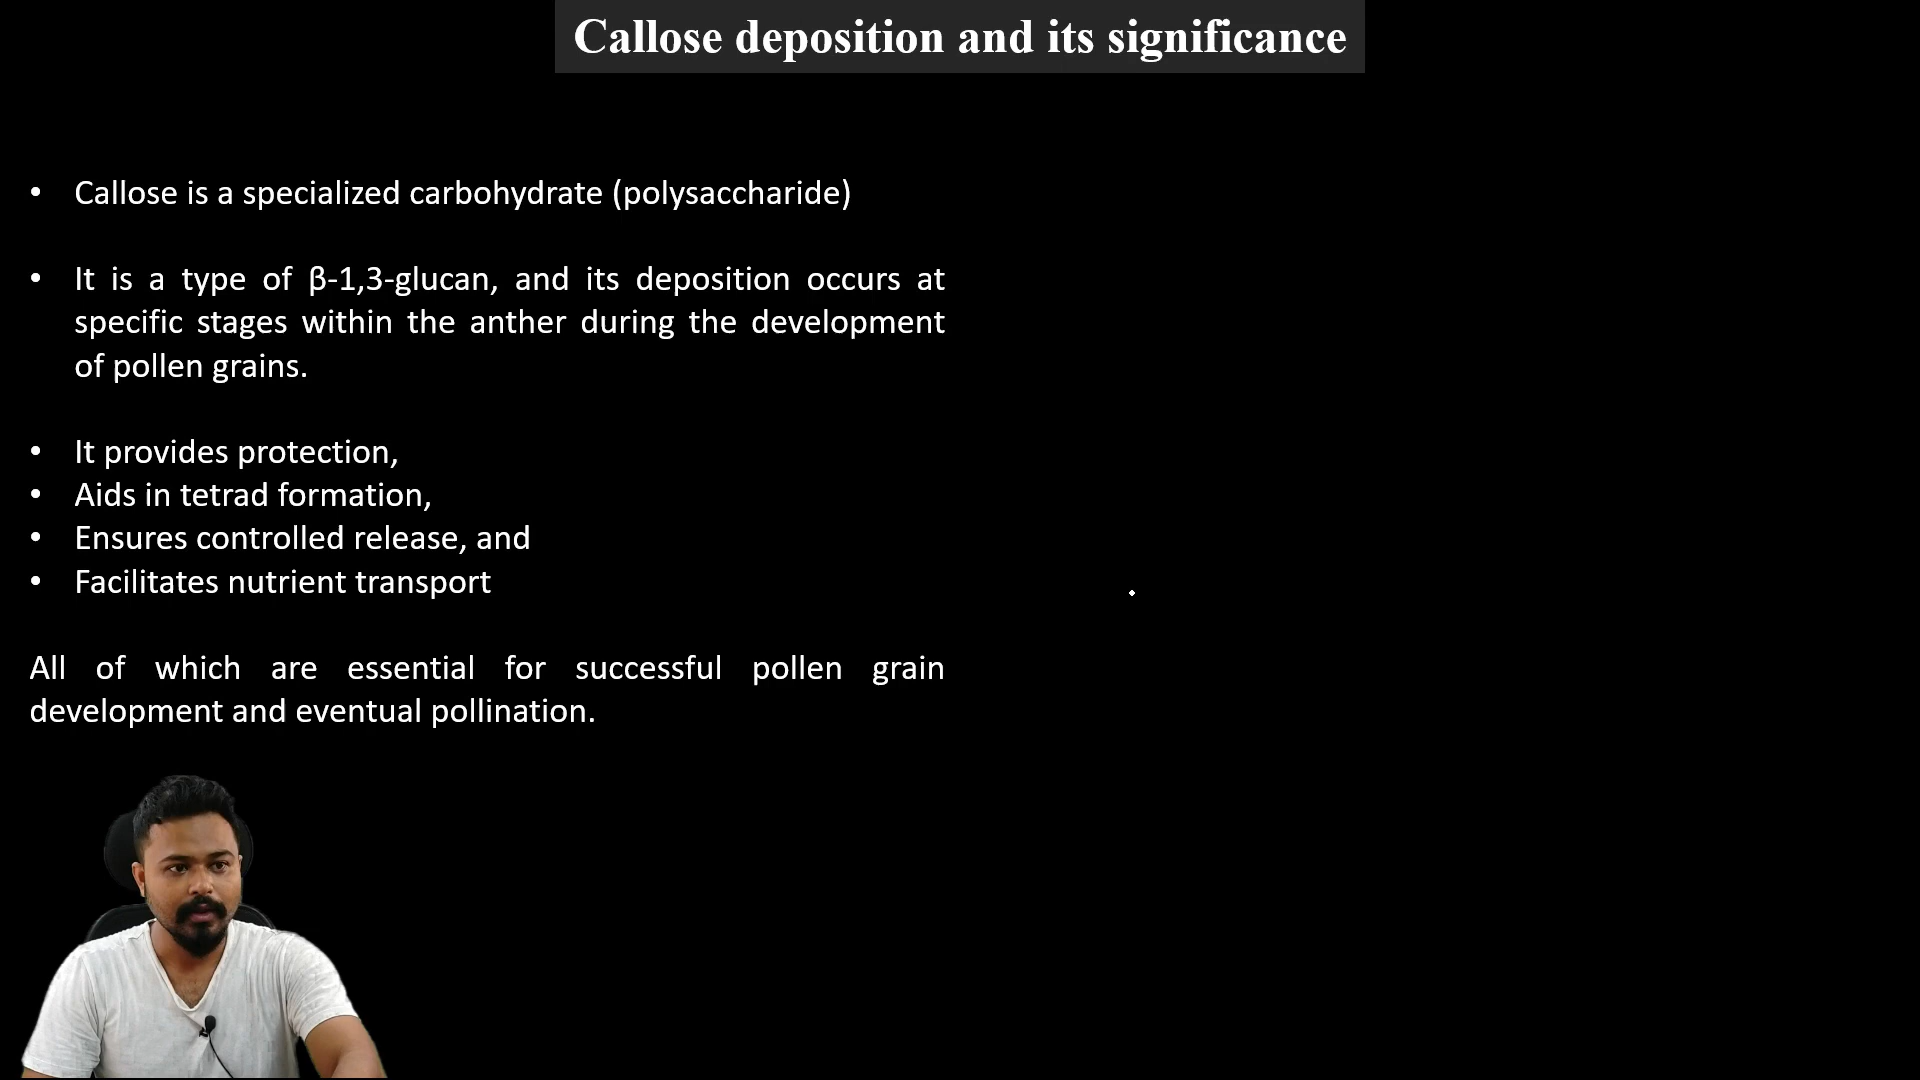 Callose deposition and its significance
• Callose is a specialized carbohydrate (polysaccharide)
• It is a type of β-1,3-glucan, and its deposition occurs at
specific stages within the anther during the development
of pollen grains.
• It provides protection,
• Aids in tetrad formation,
• Ensures controlled release, and
• Facilitates nutrient transport
All of which are essential for successful pollen grain
development and eventual pollination.